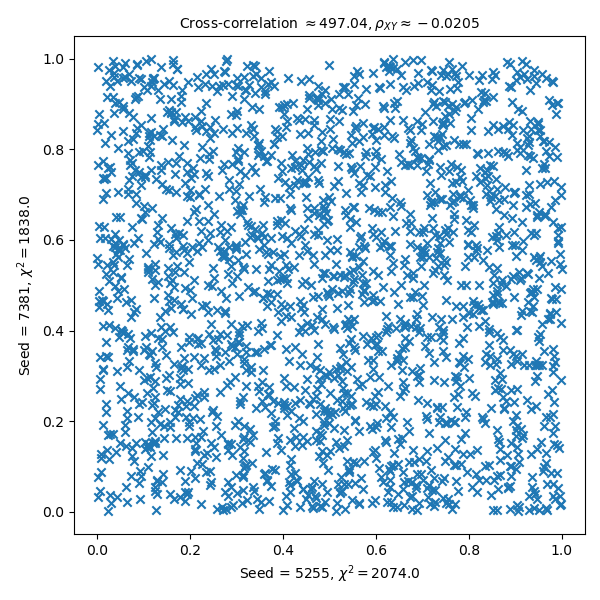 Cross-correlation ≈ 497.04, ρXY ≈ −0.0205
1.0
0.8
0.6
0.4
0.2
0.0
Seed = 7381, χ² = 1838.0
0.0 0.2 0.4 0.6 0.8 1.0
Seed = 5255, χ² = 2074.0